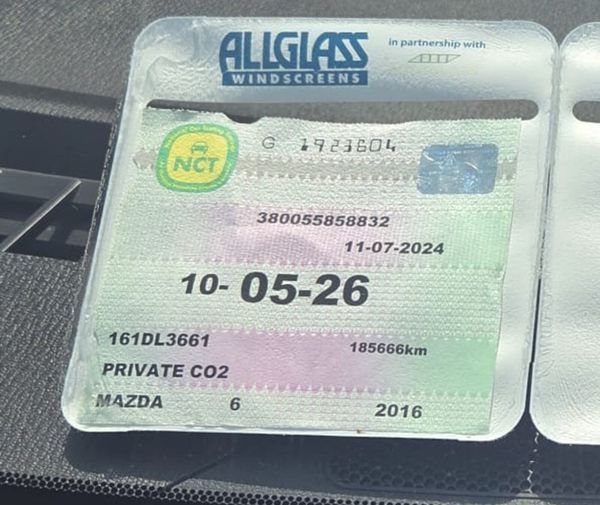 ALLGLASS
WINDSCREENS
in partnership with
NCT
G 1923604
380055858832
11-07-2024
10-05-26
161DL3661 185666km
PRIVATE CO2
MAZDA 6 2016